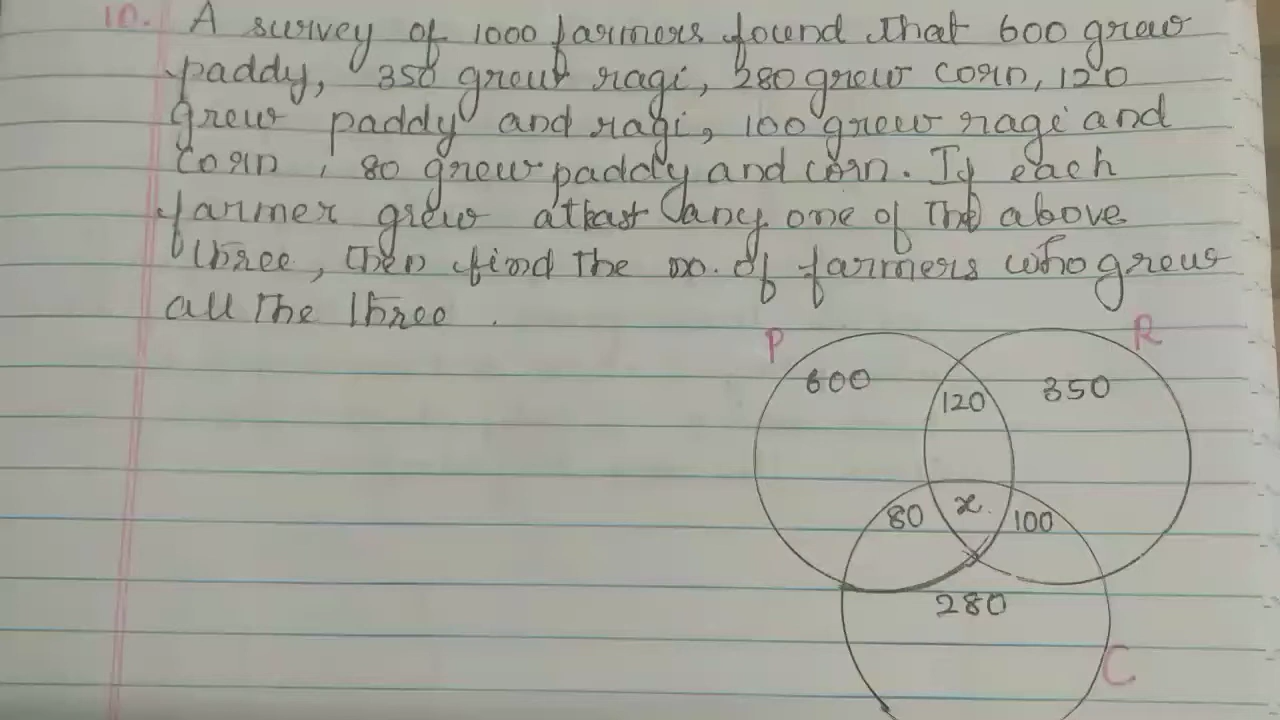 10. A survey of 1000 farmers found that 600 grew
paddy, 350 grew ragi, 280 grew corn, 120
grew paddy and ragi, 100 grew ragi and
corn, 80 grew paddy and corn. If each
farmer grew atleast any one of the above
three, then find the no. of farmers who grew
all the three.
P
R
600
120
350
80
x
100
280
C